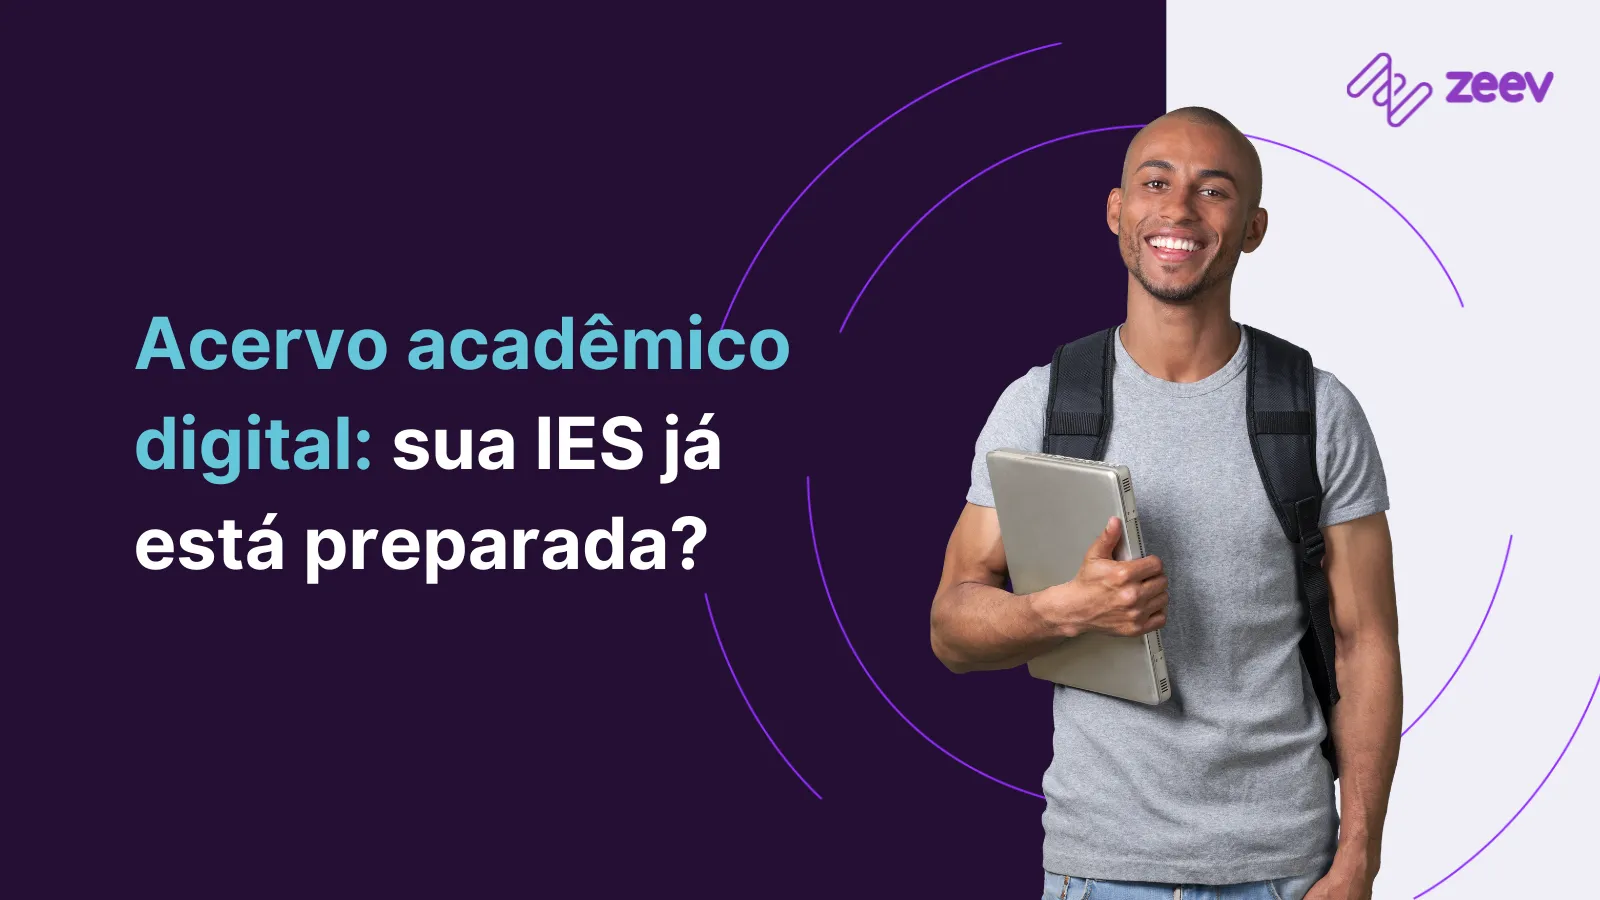 zeev
Acervo acadêmico
digital: sua IES já
está preparada?